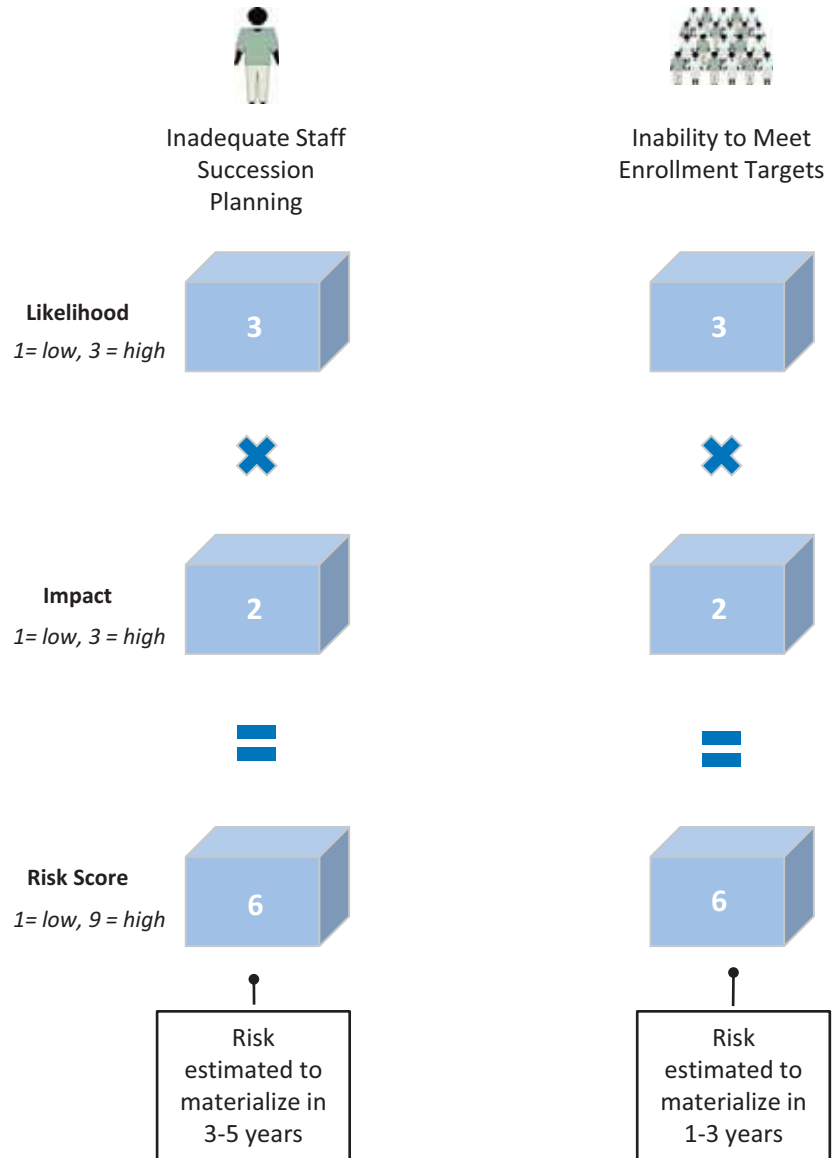 Inadequate Staff
Succession
Planning
Inability to Meet
Enrollment Targets
Likelihood
1= low, 3 = high
3
3
Impact
1= low, 3 = high
2
2
Risk Score
1= low, 9 = high
6
6
Risk
estimated to
materialize in
3-5 years
Risk
estimated to
materialize in
1-3 years